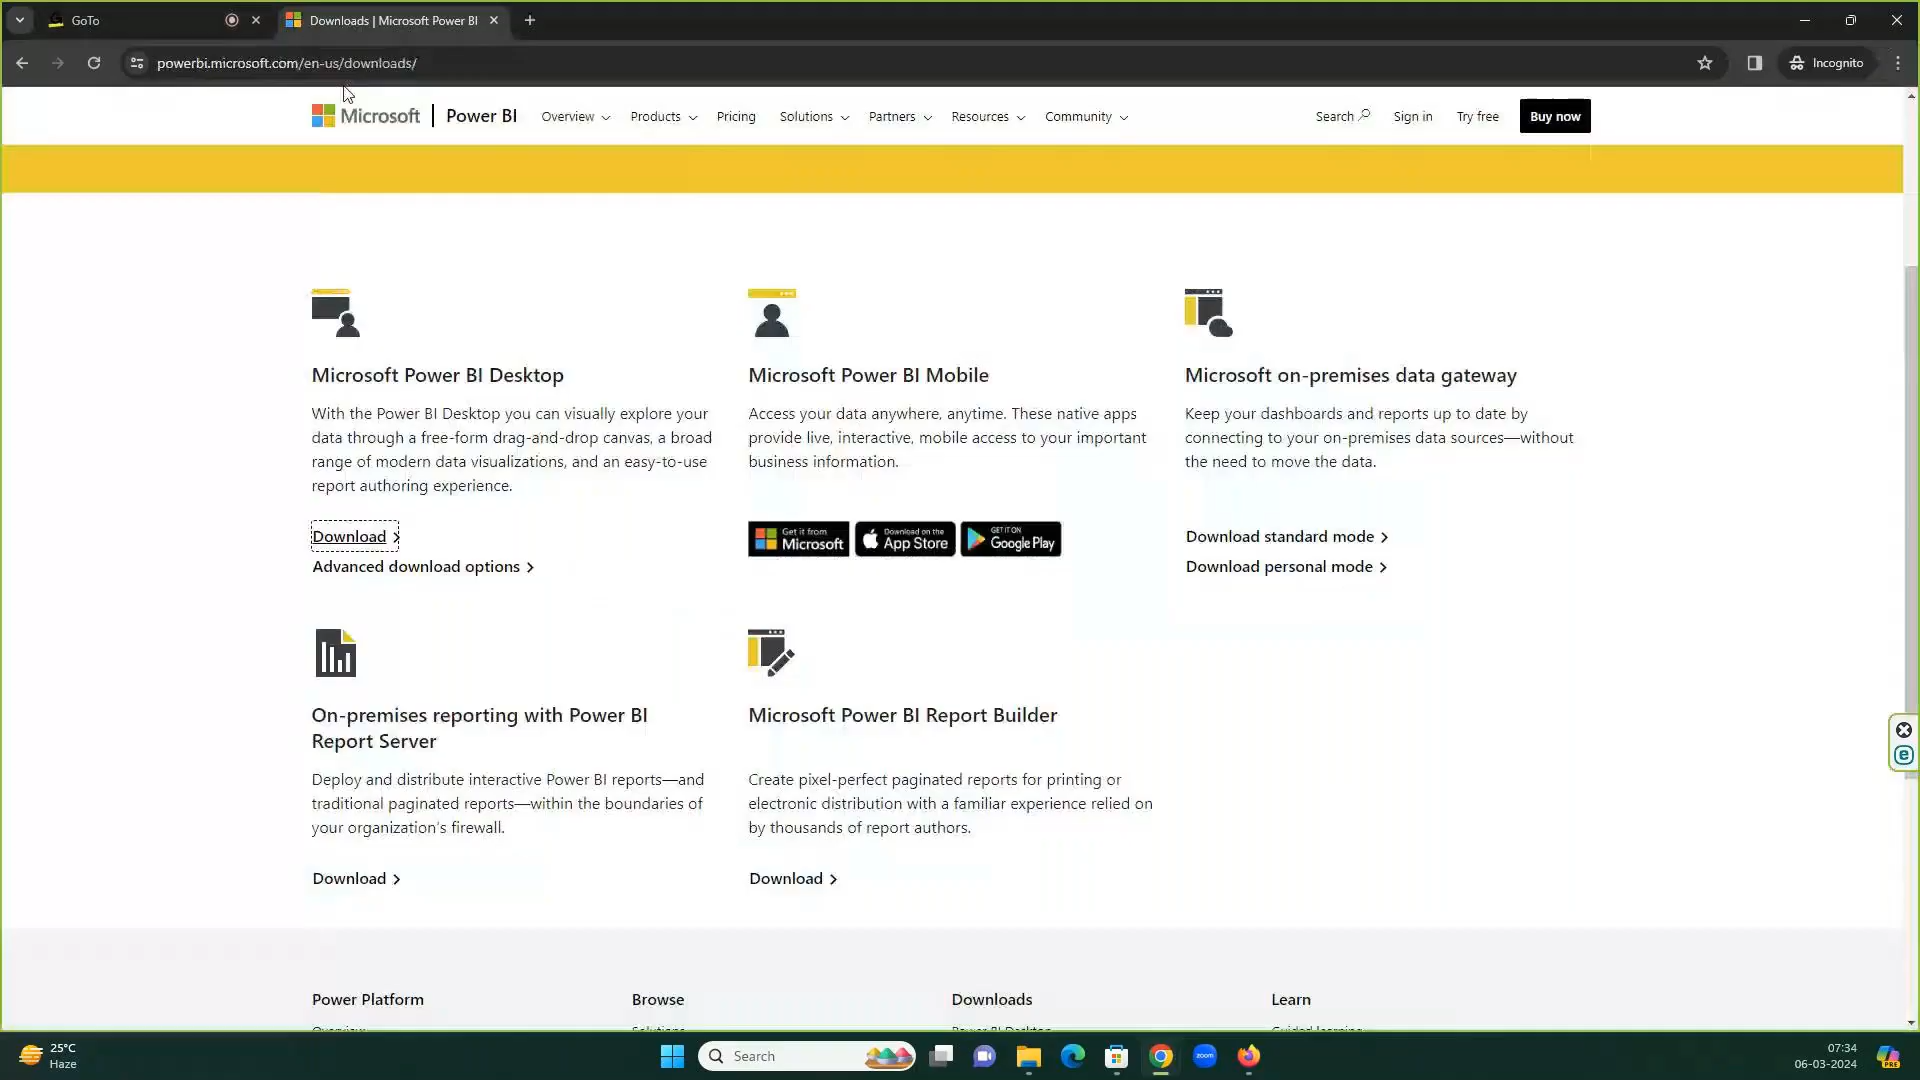 GoTo
Downloads | Microsoft Power BI
powerbi.microsoft.com/en-us/downloads/
Incognito
Microsoft
Power BI
Overview
Products
Pricing
Solutions
Partners
Resources
Community
Search
Sign in
Try free
Buy now
Microsoft Power BI Desktop
With the Power BI Desktop you can visually explore your
data through a free-form drag-and-drop canvas, a broad
range of modern data visualizations, and an easy-to-use
report authoring experience.
Download
Advanced download options
Microsoft Power BI Mobile
Access your data anywhere, anytime. These native apps
provide live, interactive, mobile access to your important
business information.
Get it from
Microsoft
Download on the
App Store
GET IT ON
Google Play
Microsoft on-premises data gateway
Keep your dashboards and reports up to date by
connecting to your on-premises data sources—without
the need to move the data.
Download standard mode
Download personal mode
On-premises reporting with Power BI
Report Server
Deploy and distribute interactive Power BI reports—and
traditional paginated reports—within the boundaries of
your organization's firewall.
Download
Microsoft Power BI Report Builder
Create pixel-perfect paginated reports for printing or
electronic distribution with a familiar experience relied on
by thousands of report authors.
Download
Power Platform
Browse
Downloads
Learn
Overview
Solutions
Power BI Desktop
Guided learning
25°C
Haze
Search
zoom
07:34
06-03-2024
PRE